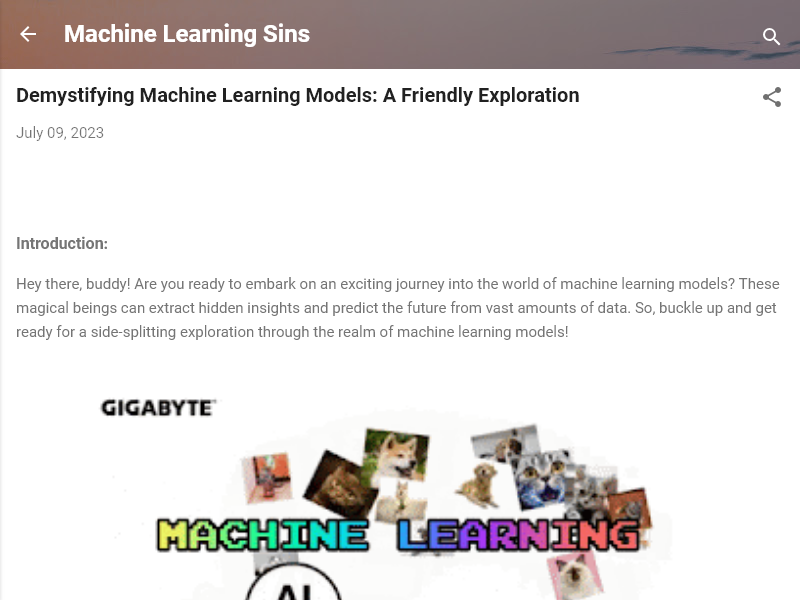 Machine Learning Sins
Demystifying Machine Learning Models: A Friendly Exploration
July 09, 2023
Introduction:
Hey there, buddy! Are you ready to embark on an exciting journey into the world of machine learning models? These
magical beings can extract hidden insights and predict the future from vast amounts of data. So, buckle up and get
ready for a side-splitting exploration through the realm of machine learning models!
GIGABYTE
MACHINE LEARNING
AI